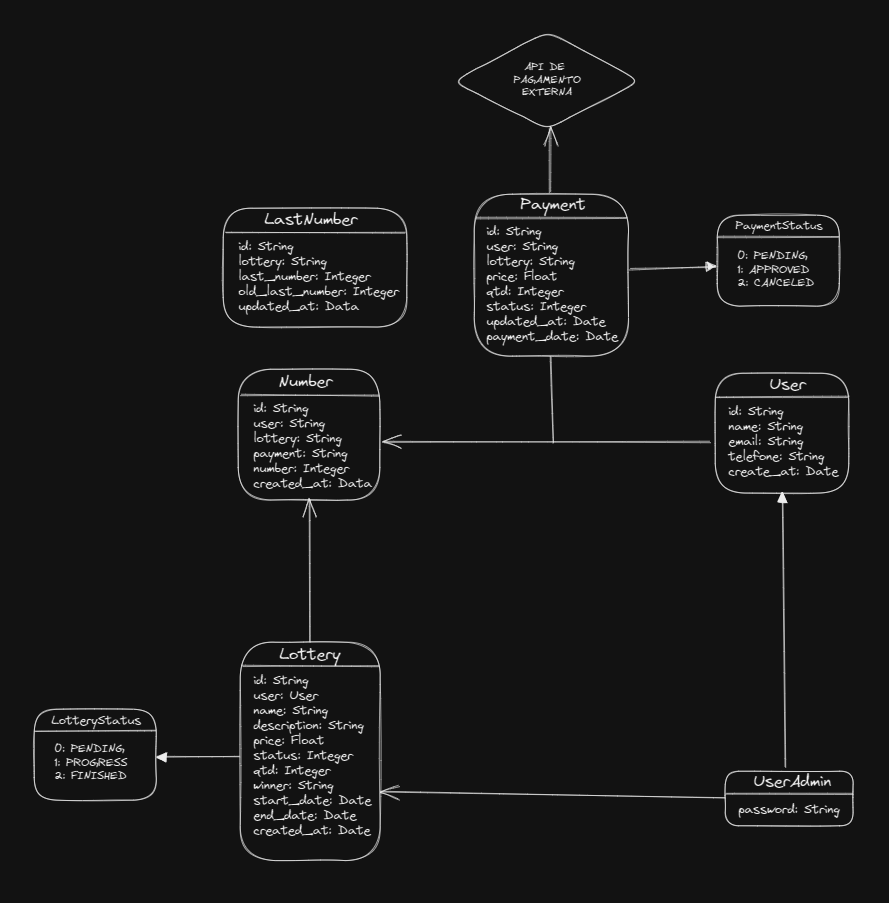 API DE
PAGAMENTO
EXTERNA
Payment
id: String
user: String
lottery: String
price: Float
qtd: Integer
status: Integer
updated_at: Date
payment_date: Date
LastNumber
id: String
lottery: String
last_number: Integer
old_last_number: Integer
updated_at: Data
PaymentStatus
0: PENDING,
1: APPROVED
2: CANCELED
Number
id: String
user: String
lottery: String
payment: String
number: Integer
created_at: Data
User
id: String
name: String
email: String
telefone: String
create_at: Date
Lottery
id: String
user: User
name: String
description: String
price: Float
status: Integer
qtd: Integer
winner: String
start_date: Date
end_date: Date
created_at: Date
LotteryStatus
0: PENDING,
1: PROGRESS
2: FINISHED
UserAdmin
password: String